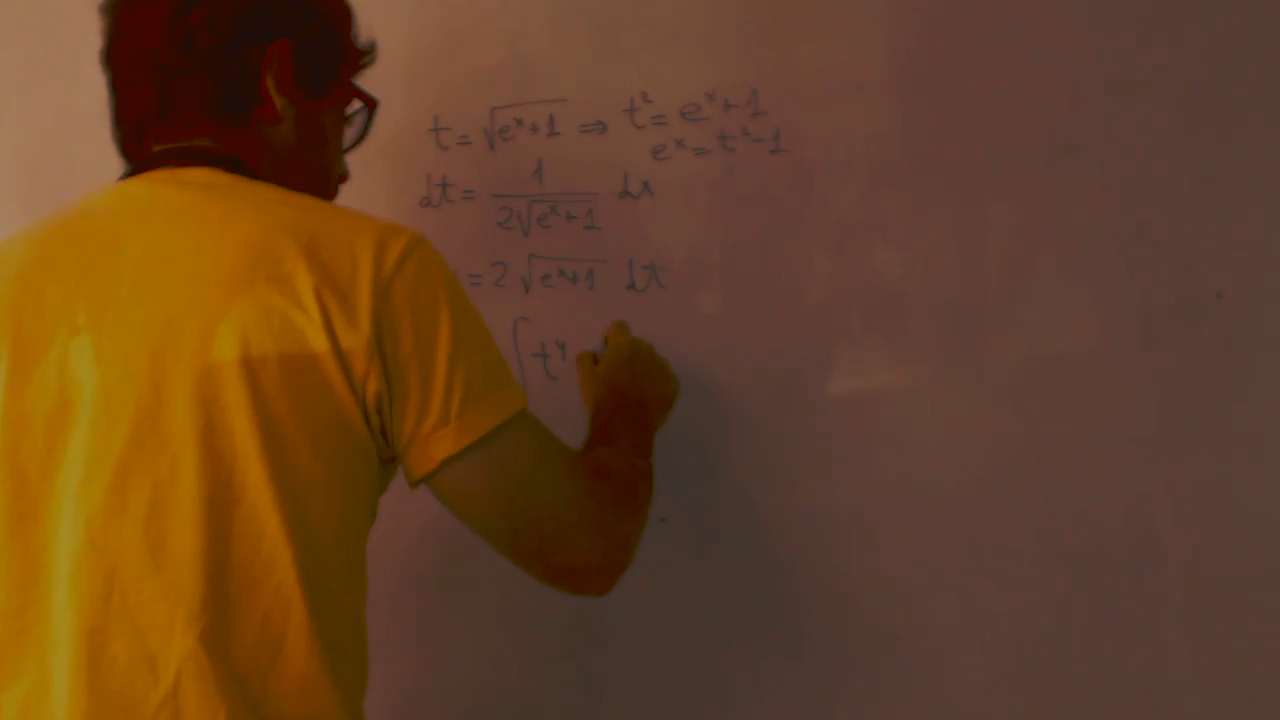 t = √(eˣ+1) ⇒ t² = eˣ+1
eˣ = t²-1
dt = 1/(2√(eˣ+1)) dx
= 2 √(eˣ+1) dt
∫ t⁴